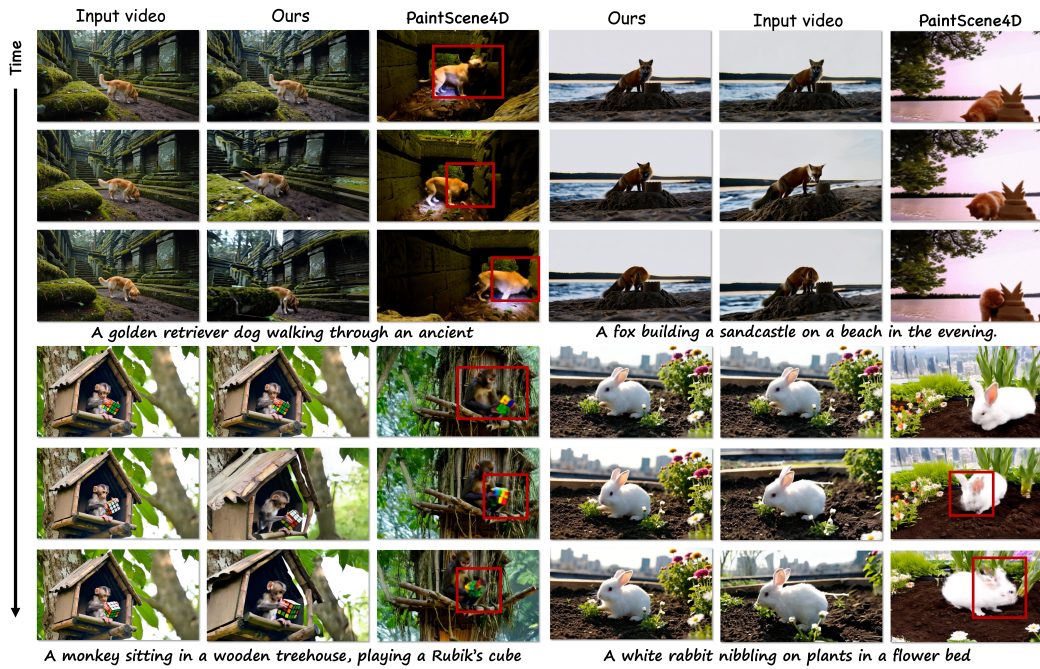 Input video
Ours
PaintScene4D
Ours
Input video
PaintScene4D
Time
A golden retriever dog walking through an ancient
A fox building a sandcastle on a beach in the evening.
A monkey sitting in a wooden treehouse, playing a Rubik's cube
A white rabbit nibbling on plants in a flower bed